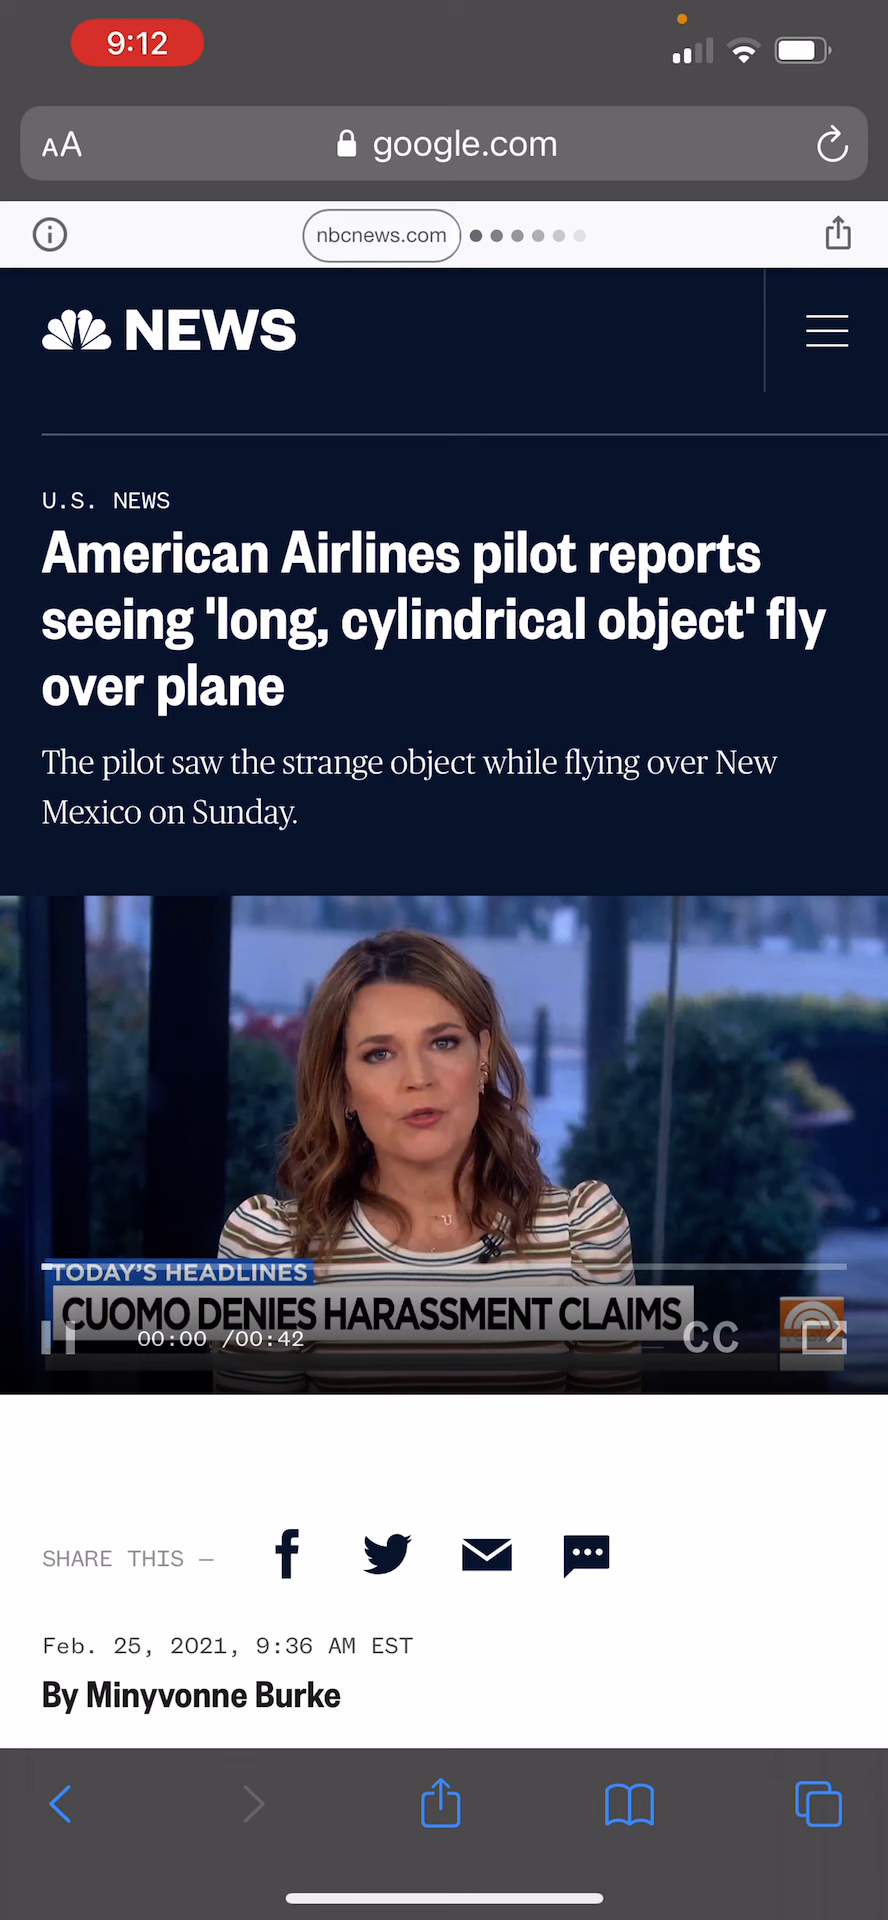 9:12
AA
google.com
nbcnews.com
NEWS
U.S. NEWS
American Airlines pilot reports
seeing 'long, cylindrical object' fly
over plane
The pilot saw the strange object while flying over New
Mexico on Sunday.
TODAY'S HEADLINES
CUOMO DENIES HARASSMENT CLAIMS
00:00 /00:42
CC
SHARE THIS —
Feb. 25, 2021, 9:36 AM EST
By Minyvonne Burke